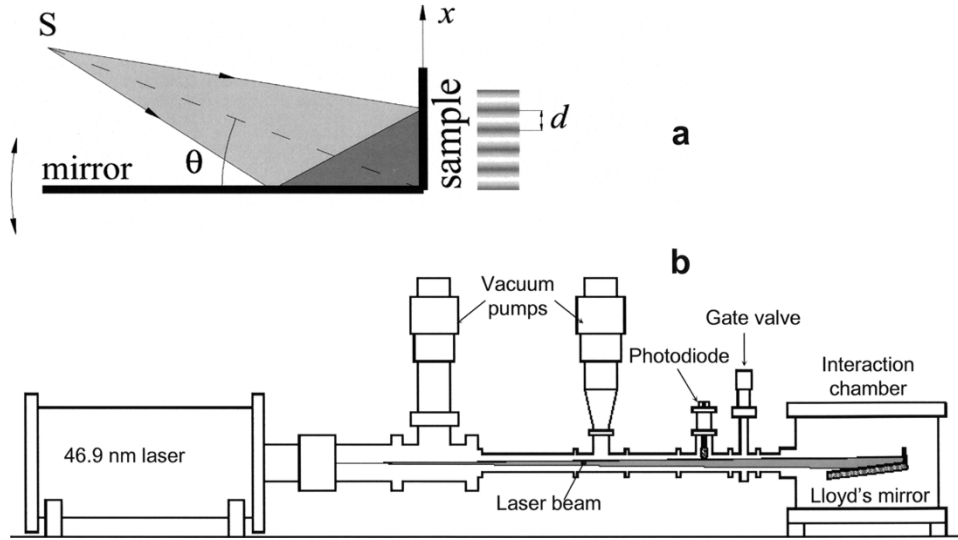 S
x
θ
mirror
sample
d
a
b
Vacuum
pumps
Gate valve
Photodiode
Interaction
chamber
46.9 nm laser
Laser beam
Lloyd's mirror